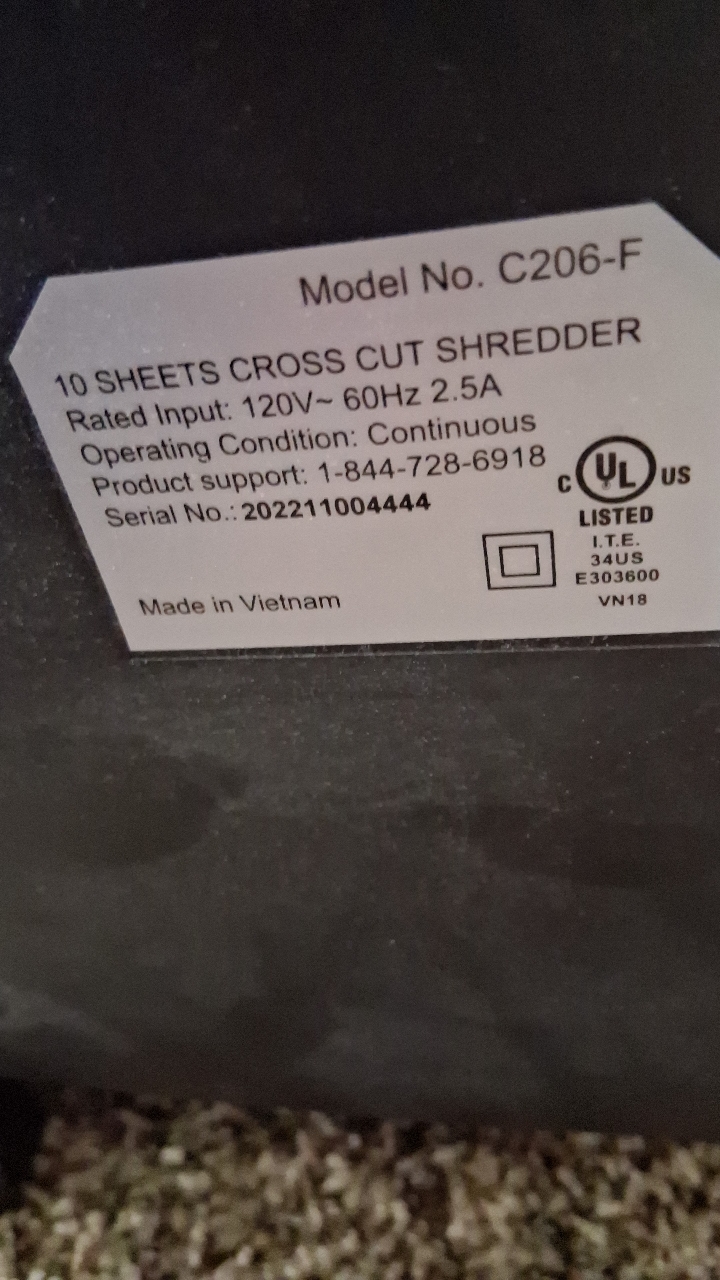 Model No. C206-F
10 SHEETS CROSS CUT SHREDDER
Rated Input: 120V~ 60Hz 2.5A
Operating Condition: Continuous
Product support: 1-844-728-6918
Serial No.: 202211004444
C UL US
LISTED
I.T.E.
34US
E303600
VN18
Made in Vietnam